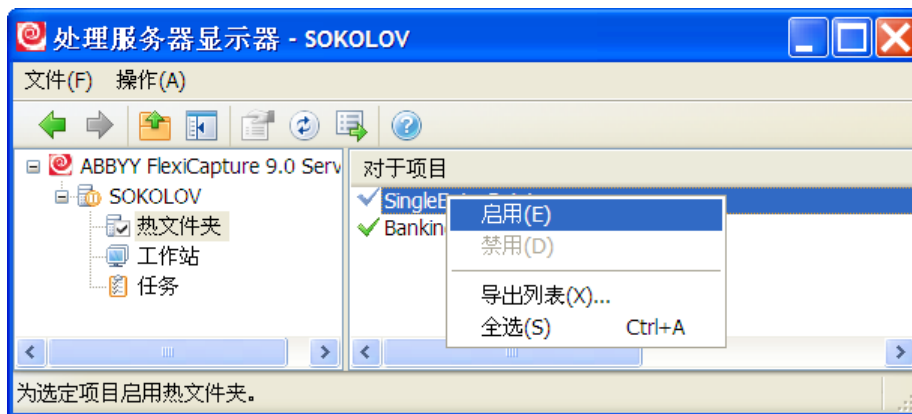 处理服务器显示器 - SOKOLOV
文件(F) 操作(A)
ABBYY FlexiCapture 9.0 Serv
SOKOLOV
热文件夹
工作站
任务
对于项目
Banking
启用(E)
禁用(D)
导出列表(X)...
全选(S) Ctrl+A
为选定项目启用热文件夹。